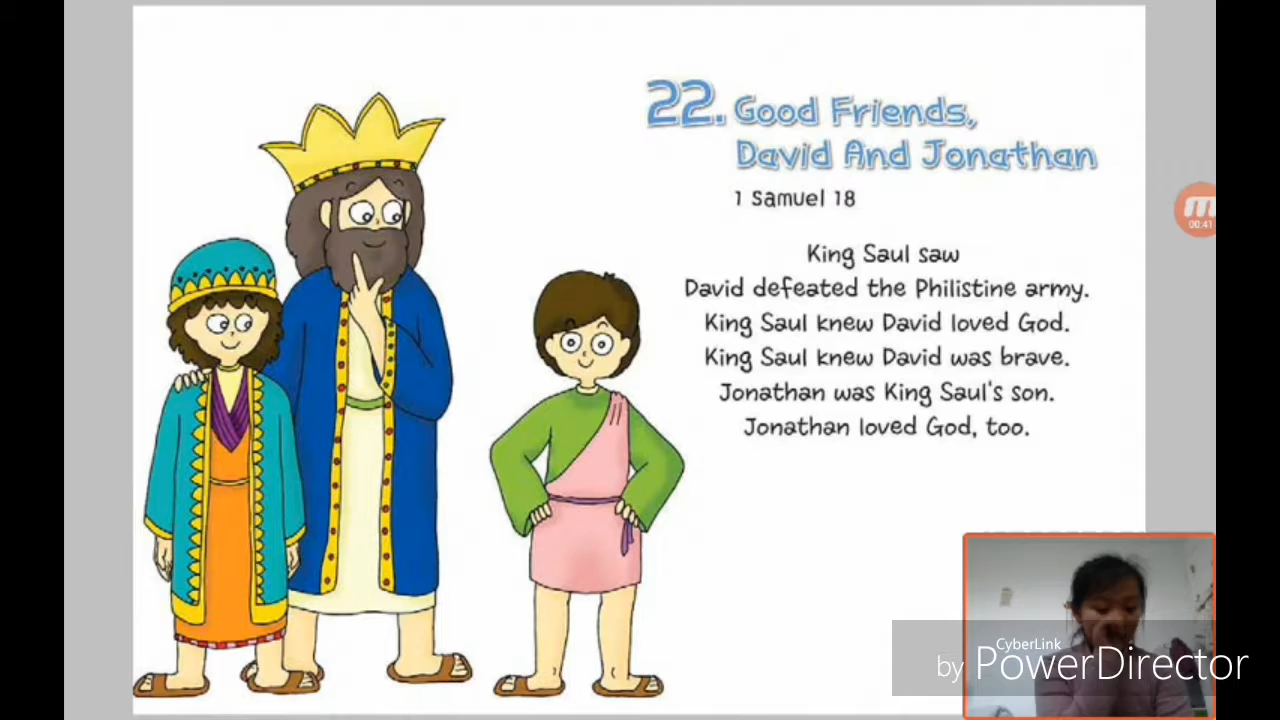 22. Good Friends,
David And Jonathan
1 Samuel 18
King Saul saw
David defeated the Philistine army.
King Saul knew David loved God.
King Saul knew David was brave.
Jonathan was King Saul's son.
Jonathan loved God, too.
00:41
CyberLink
by PowerDirector